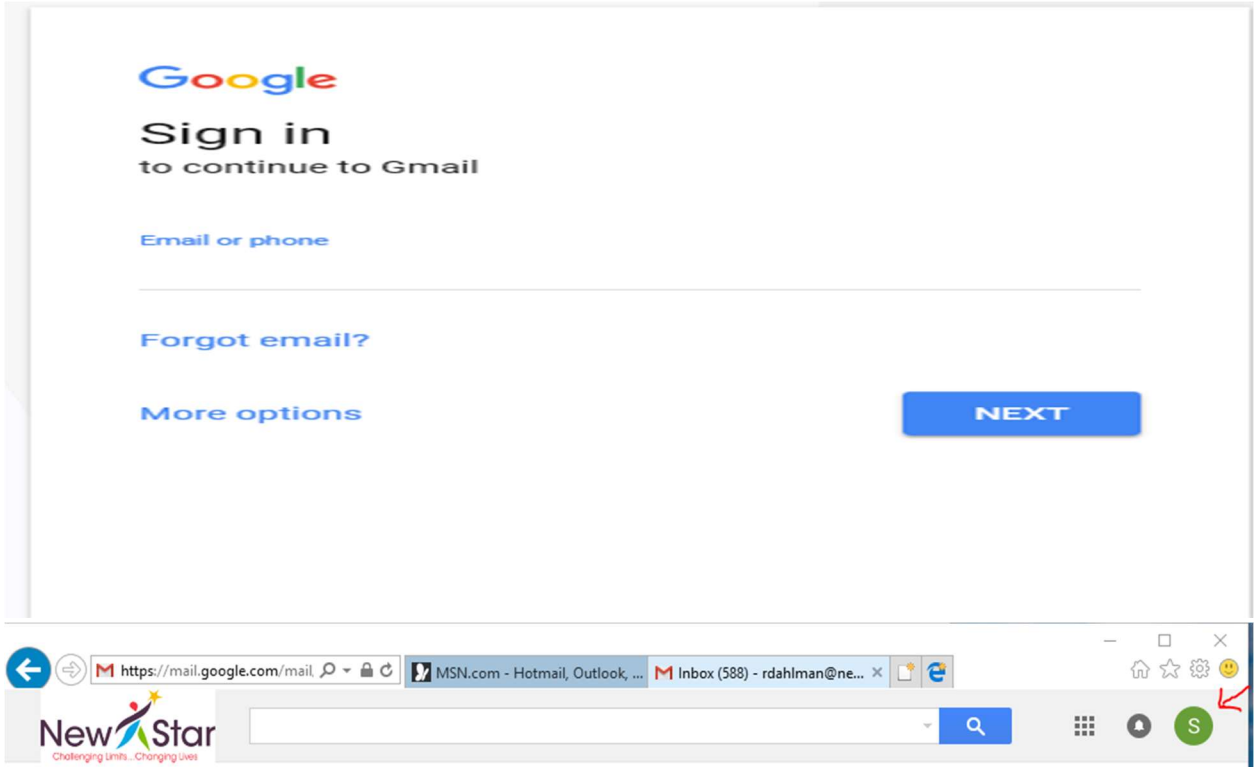 Google
Sign in
to continue to Gmail
Email or phone
Forgot email?
More options
NEXT
https://mail.google.com/mail
MSN.com - Hotmail, Outlook, ...
Inbox (588) - rdahlman@ne...
New Star
Challenging Limits... Changing Lives
S